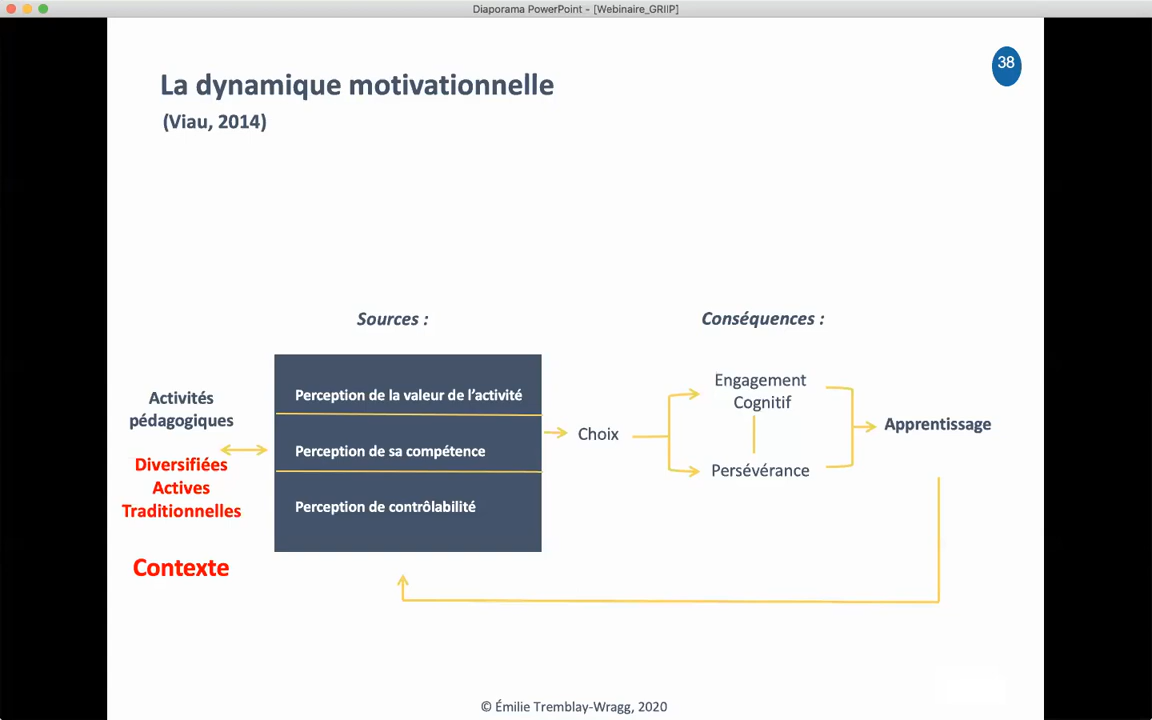 Diaporama PowerPoint - [Webinaire_GRIIP]
38
La dynamique motivationnelle
(Viau, 2014)
Sources :
Conséquences :
Activités
pédagogiques
Diversifiées
Actives
Traditionnelles
Contexte
Perception de la valeur de l’activité
Perception de sa compétence
Perception de contrôlabilité
Choix
Engagement
Cognitif
Persévérance
Apprentissage
© Émilie Tremblay-Wragg, 2020